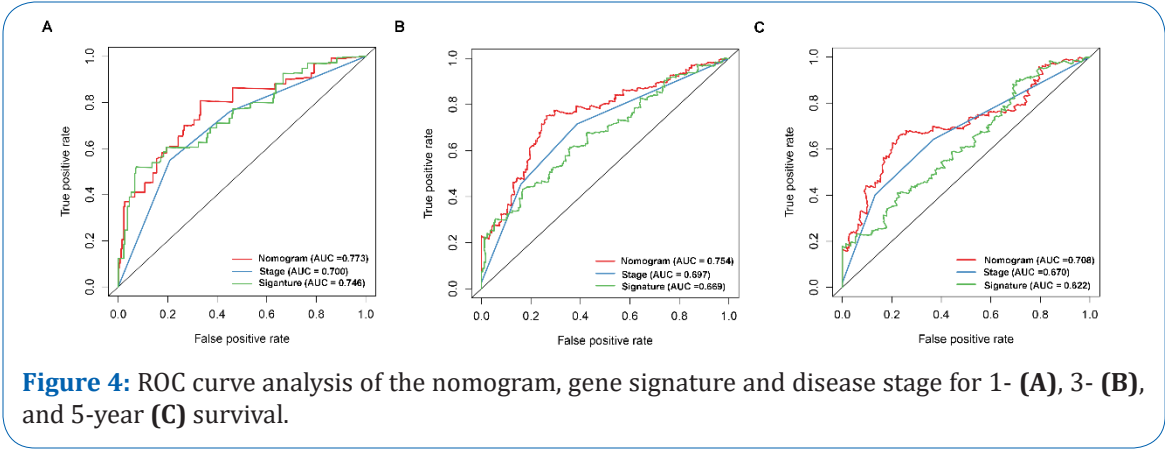 A
True positive rate
0.0 0.2 0.4 0.6 0.8 1.0
Nomogram (AUC =0.773)
Stage (AUC = 0.700)
Siganture (AUC = 0.746)
0.0 0.2 0.4 0.6 0.8 1.0
False positive rate
B
True positive rate
0.0 0.2 0.4 0.6 0.8 1.0
Nomogram (AUC =0.754)
Stage (AUC = 0.697)
Signature (AUC =0.669)
0.0 0.2 0.4 0.6 0.8 1.0
False positive rate
C
True positive rate
0.0 0.2 0.4 0.6 0.8 1.0
Nomogram (AUC =0.708)
Stage (AUC =0.670)
Signature (AUC =0.622)
0.0 0.2 0.4 0.6 0.8 1.0
False positive rate
Figure 4: ROC curve analysis of the nomogram, gene signature and disease stage for 1- (A), 3- (B),
and 5-year (C) survival.